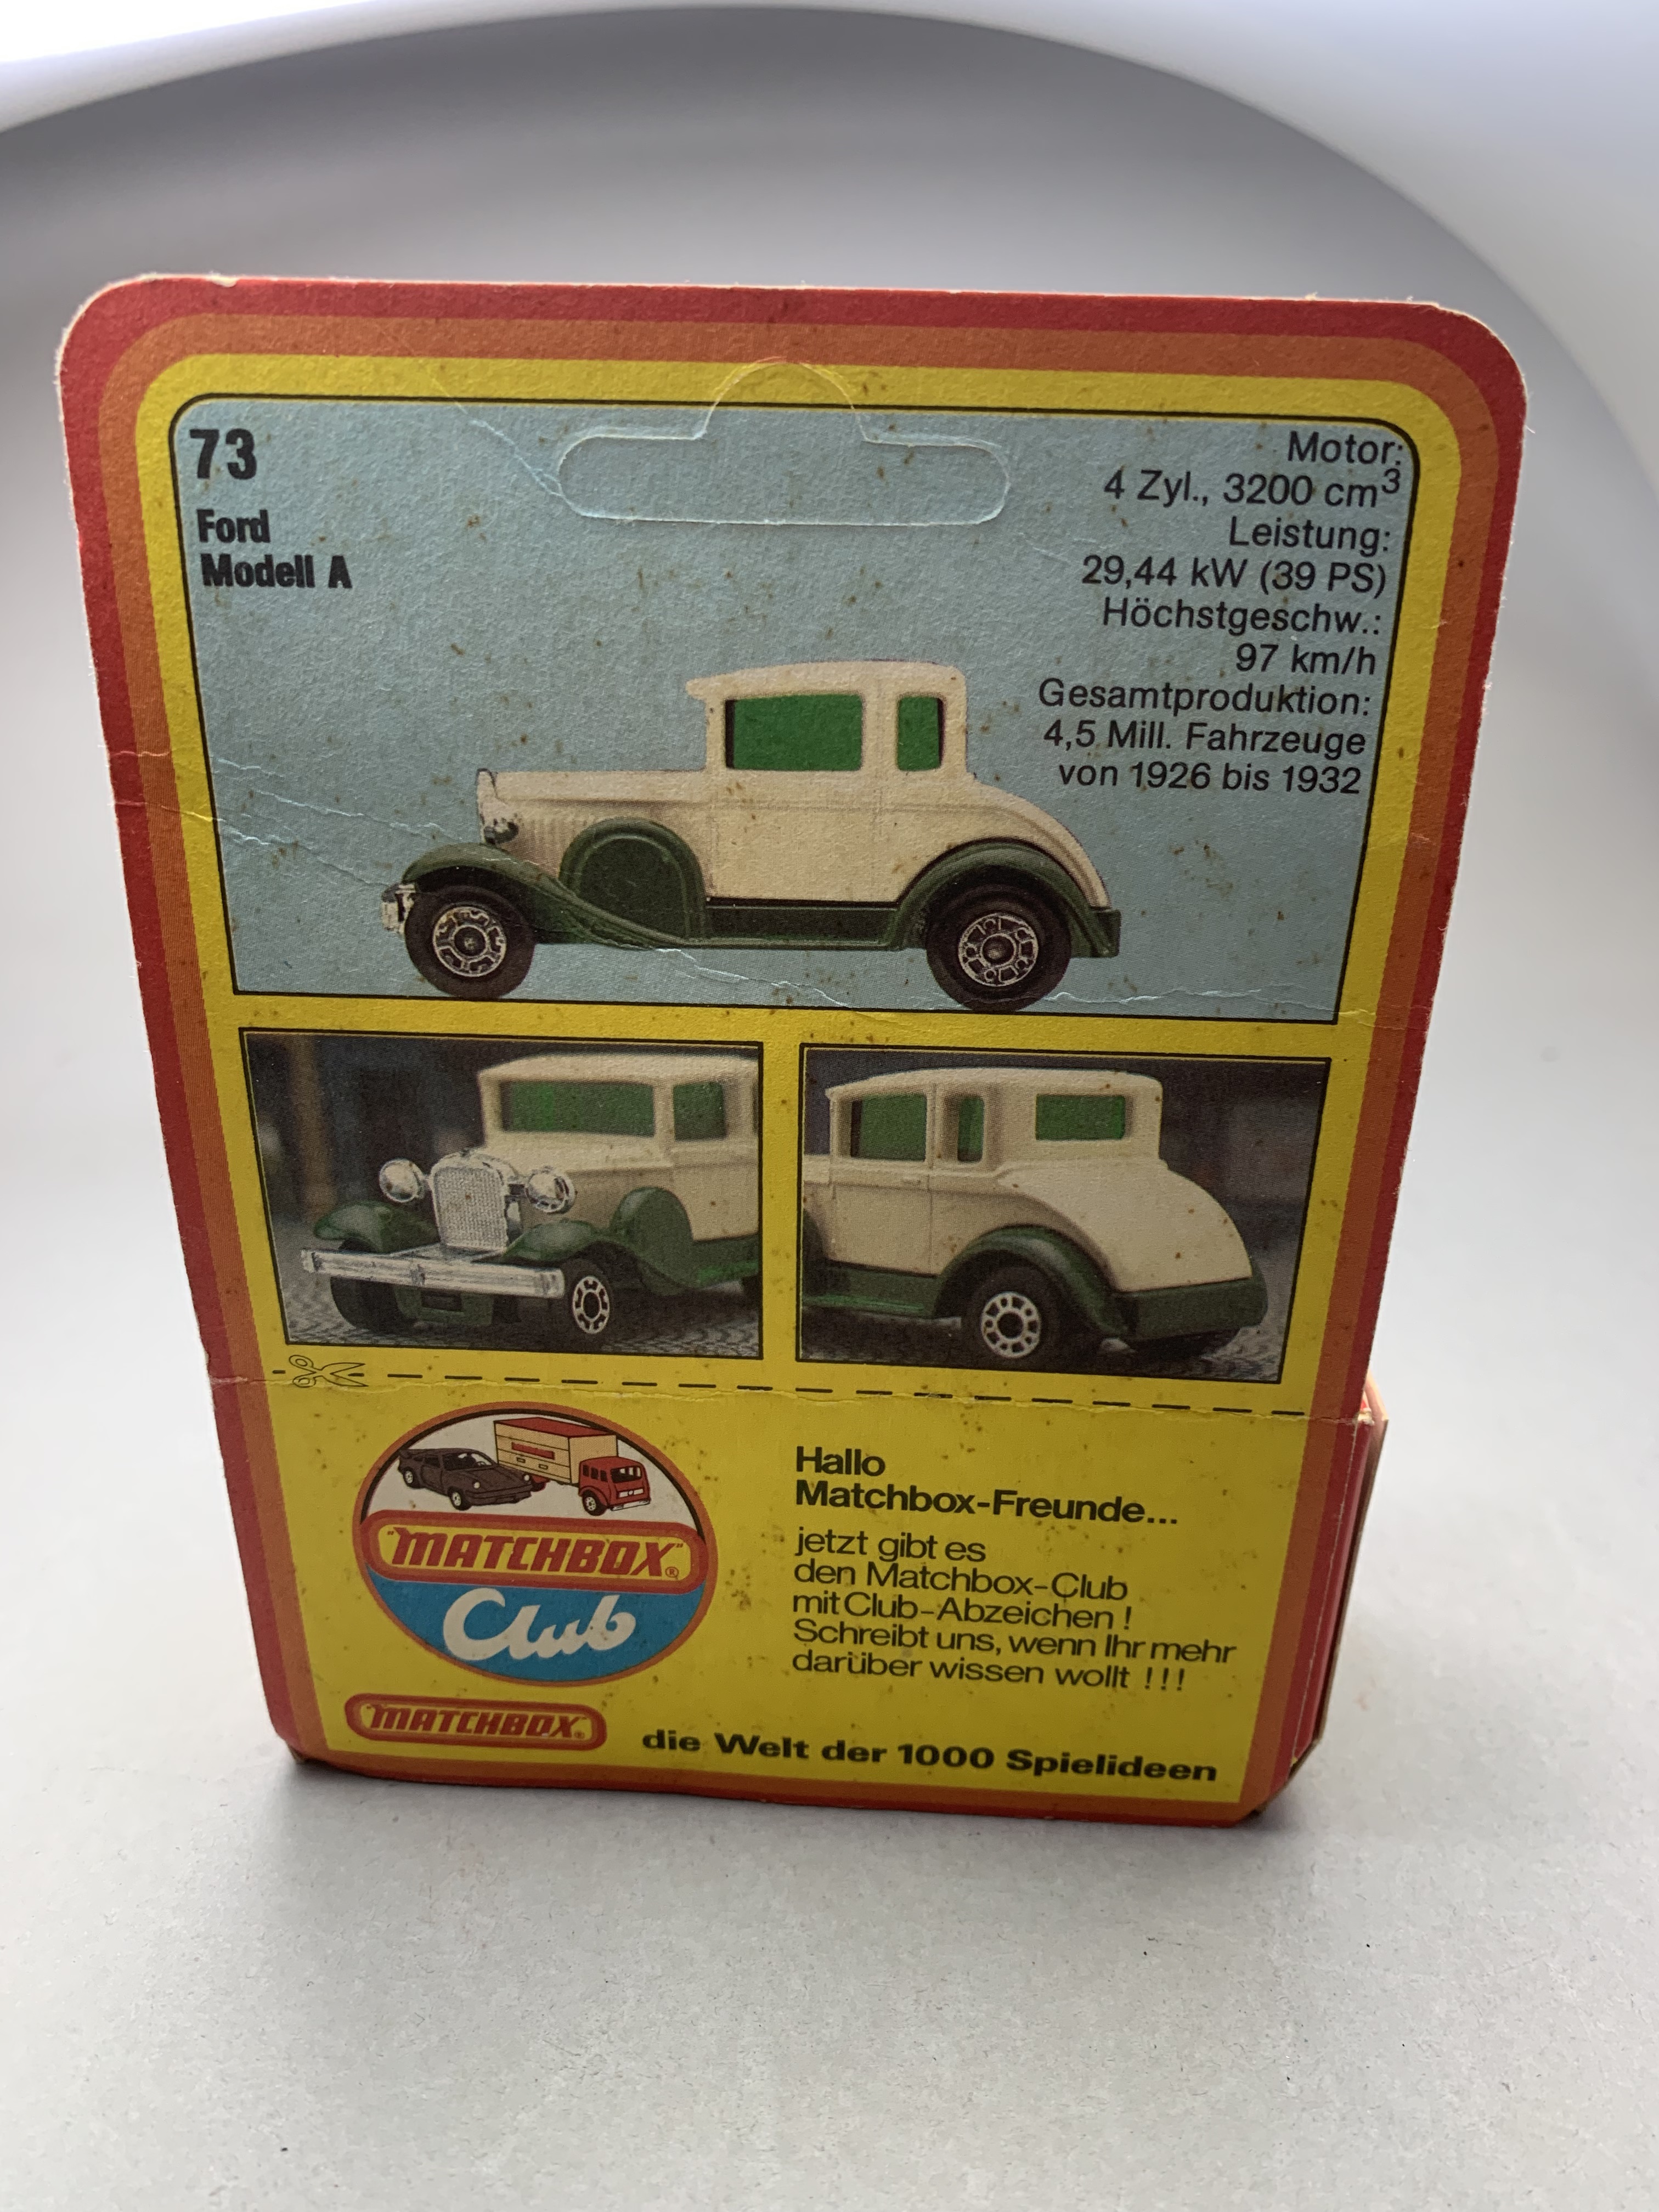 73
Ford
Modell A
Motor:
4 Zyl., 3200 cm³
Leistung:
29,44 kW (39 PS)
Höchstgeschw.:
97 km/h
Gesamtproduktion:
4,5 Mill. Fahrzeuge
von 1926 bis 1932
"MATCHBOX"®
Club
Hallo
Matchbox-Freunde...
jetzt gibt es
den Matchbox-Club
mit Club-Abzeichen !
Schreibt uns, wenn Ihr mehr
darüber wissen wollt !!!
"MATCHBOX"®
die Welt der 1000 Spielideen